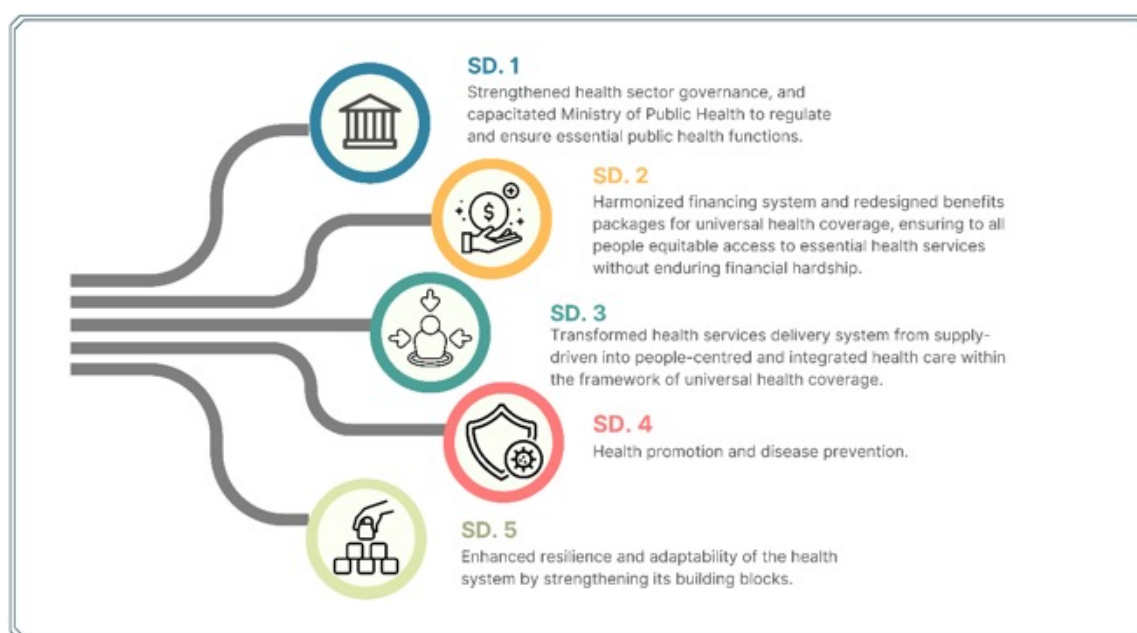 SD. 1
Strengthened health sector governance, and
capacitated Ministry of Public Health to regulate
and ensure essential public health functions.
SD. 2
Harmonized financing system and redesigned benefits
packages for universal health coverage, ensuring to all
people equitable access to essential health services
without enduring financial hardship.
SD. 3
Transformed health services delivery system from supply-
driven into people-centred and integrated health care within
the framework of universal health coverage.
SD. 4
Health promotion and disease prevention.
SD. 5
Enhanced resilience and adaptability of the health
system by strengthening its building blocks.